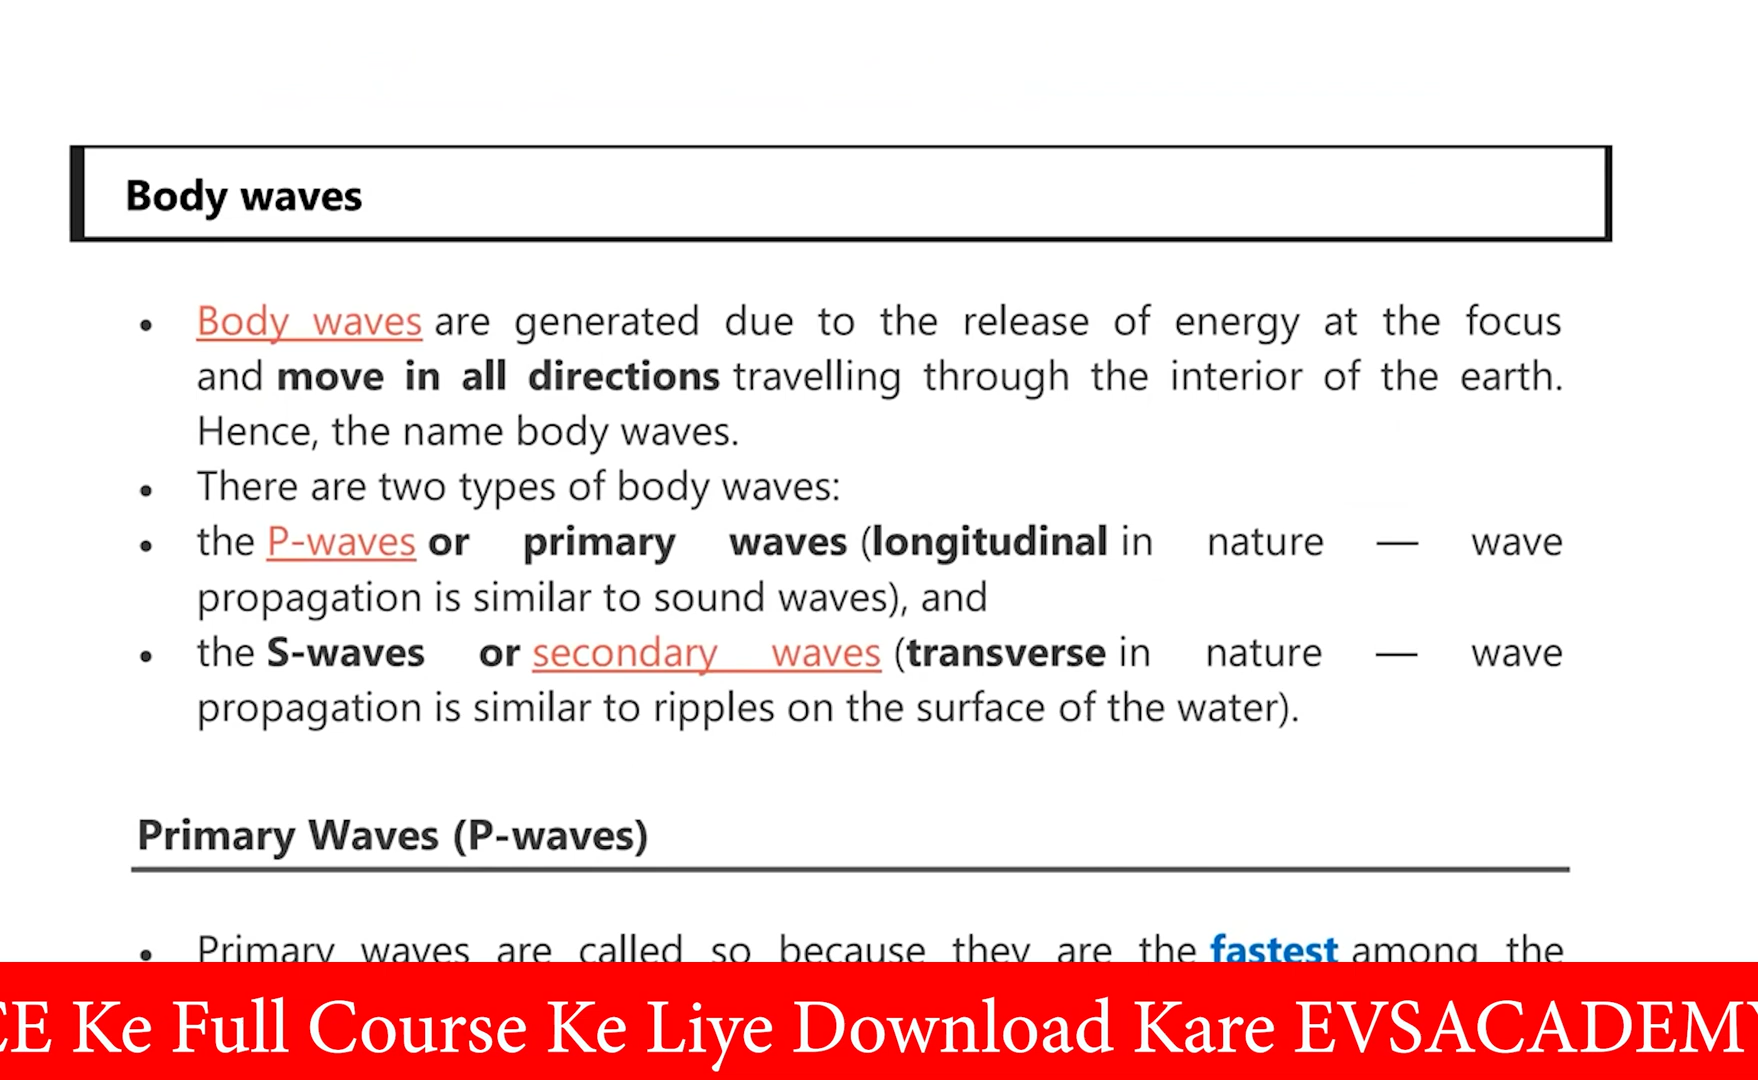 Body waves
• Body waves are generated due to the release of energy at the focus
and move in all directions travelling through the interior of the earth.
Hence, the name body waves.
• There are two types of body waves:
• the P-waves or primary waves (longitudinal in nature — wave
propagation is similar to sound waves), and
• the S-waves or secondary waves (transverse in nature — wave
propagation is similar to ripples on the surface of the water).
Primary Waves (P-waves)
• Primary waves are called so because they are the fastest among the
CE Ke Full Course Ke Liye Download Kare EVSACADEMY